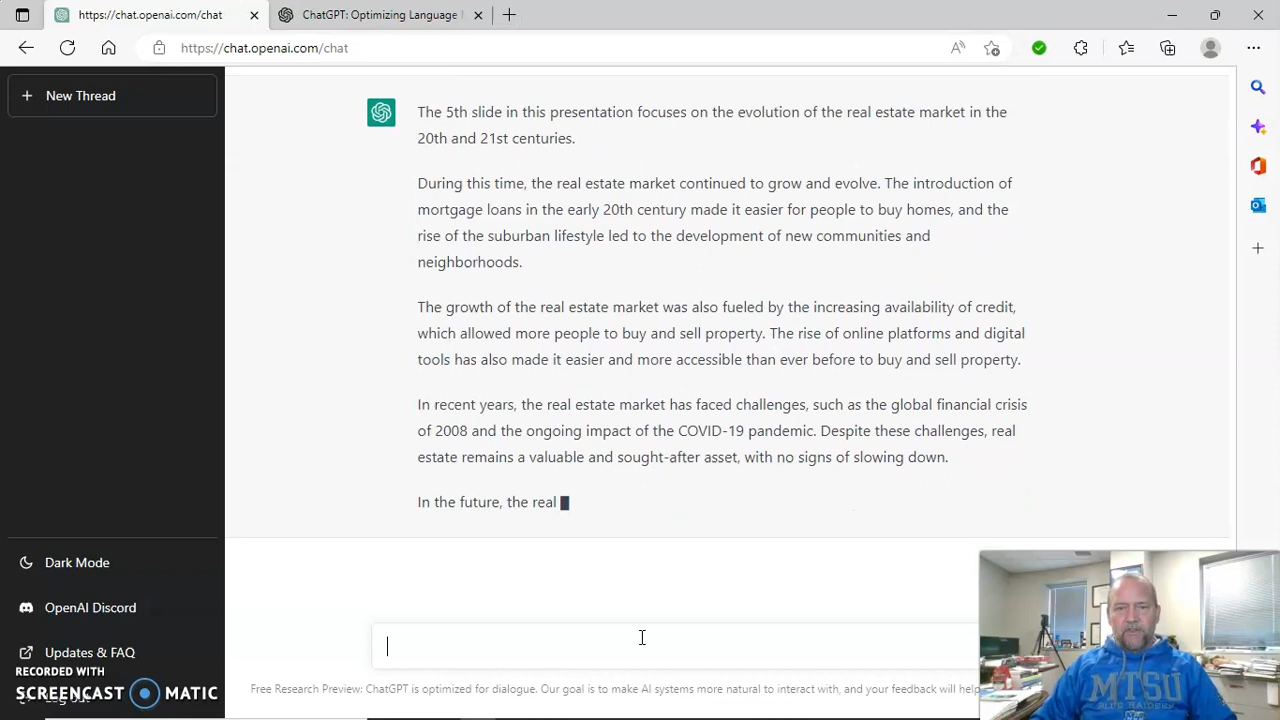 https://chat.openai.com/chat
ChatGPT: Optimizing Language
https://chat.openai.com/chat
New Thread
The 5th slide in this presentation focuses on the evolution of the real estate market in the
20th and 21st centuries.
During this time, the real estate market continued to grow and evolve. The introduction of
mortgage loans in the early 20th century made it easier for people to buy homes, and the
rise of the suburban lifestyle led to the development of new communities and
neighborhoods.
The growth of the real estate market was also fueled by the increasing availability of credit,
which allowed more people to buy and sell property. The rise of online platforms and digital
tools has also made it easier and more accessible than ever before to buy and sell property.
In recent years, the real estate market has faced challenges, such as the global financial crisis
of 2008 and the ongoing impact of the COVID-19 pandemic. Despite these challenges, real
estate remains a valuable and sought-after asset, with no signs of slowing down.
In the future, the real
Dark Mode
OpenAI Discord
Updates & FAQ
RECORDED WITH
SCREENCAST MATIC
Free Research Preview: ChatGPT is optimized for dialogue. Our goal is to make AI systems more natural to interact with, and your feedback will help
MTSU
BLUE RAIDERS